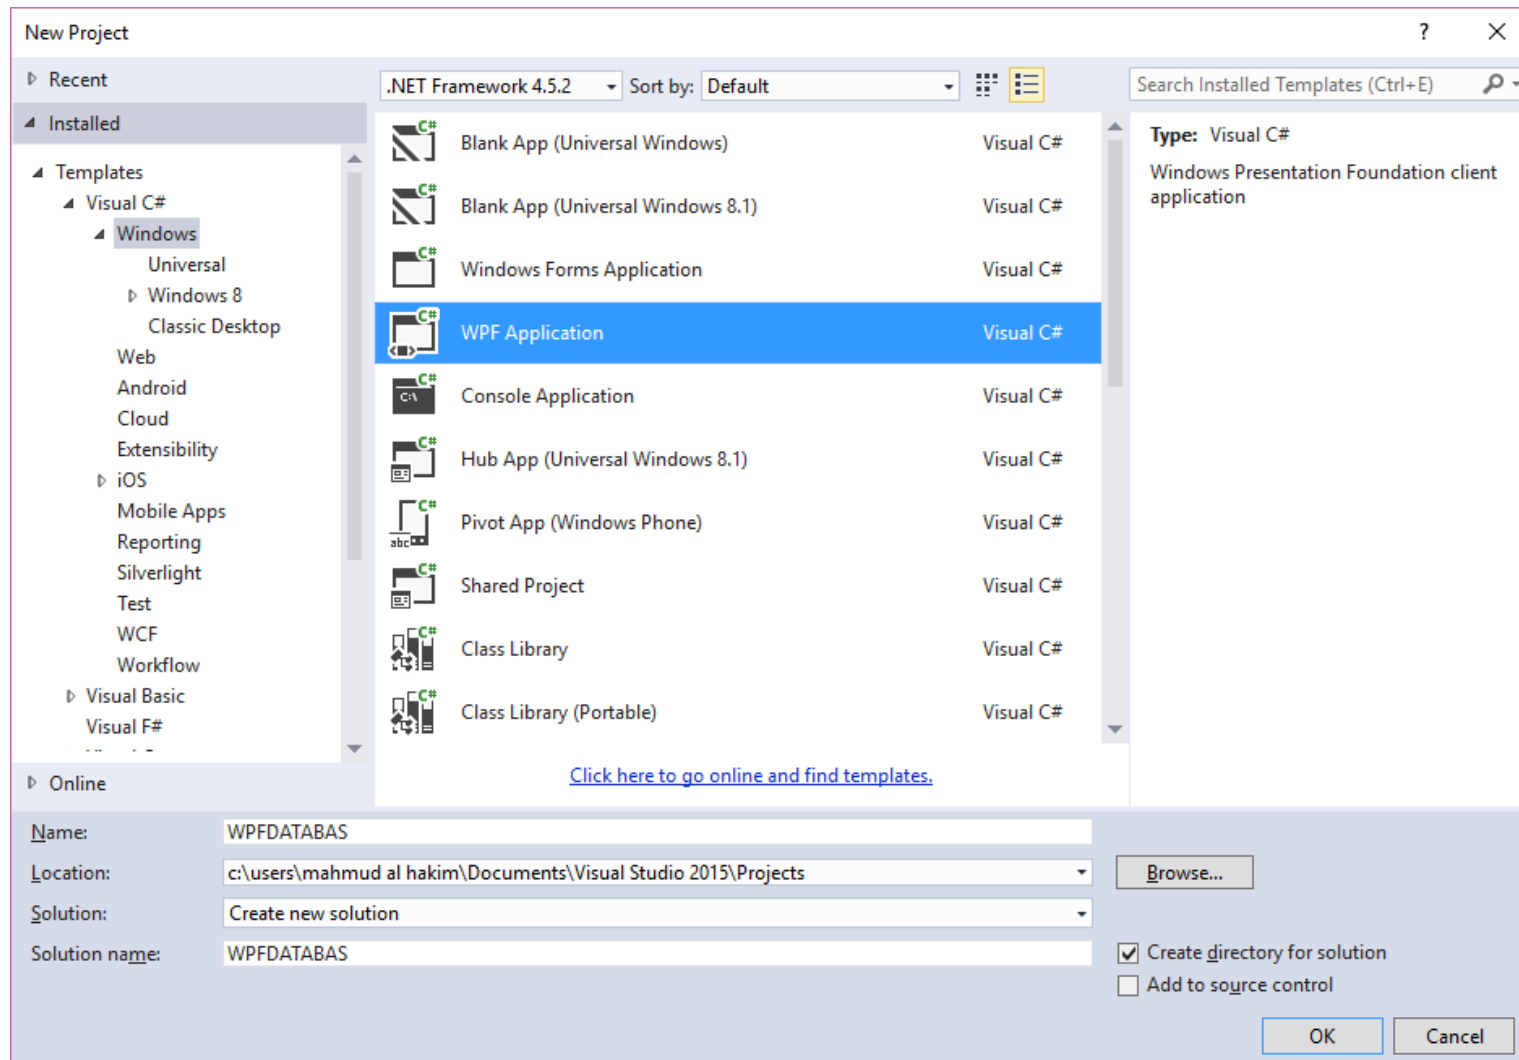 New Project
?
Recent
.NET Framework 4.5.2
Sort by:
Default
Search Installed Templates (Ctrl+E)
Installed
Templates
Visual C#
Windows
Universal
Windows 8
Classic Desktop
Web
Android
Cloud
Extensibility
iOS
Mobile Apps
Reporting
Silverlight
Test
WCF
Workflow
Visual Basic
Visual F#
Online
Blank App (Universal Windows) Visual C#
Blank App (Universal Windows 8.1) Visual C#
Windows Forms Application Visual C#
WPF Application Visual C#
Console Application Visual C#
Hub App (Universal Windows 8.1) Visual C#
Pivot App (Windows Phone) Visual C#
Shared Project Visual C#
Class Library Visual C#
Class Library (Portable) Visual C#
Click here to go online and find templates.
Type: Visual C#
Windows Presentation Foundation client
application
Name: WPFDATABAS
Location: c:\users\mahmud al hakim\Documents\Visual Studio 2015\Projects
Browse...
Solution: Create new solution
Solution name: WPFDATABAS
Create directory for solution
Add to source control
OK
Cancel